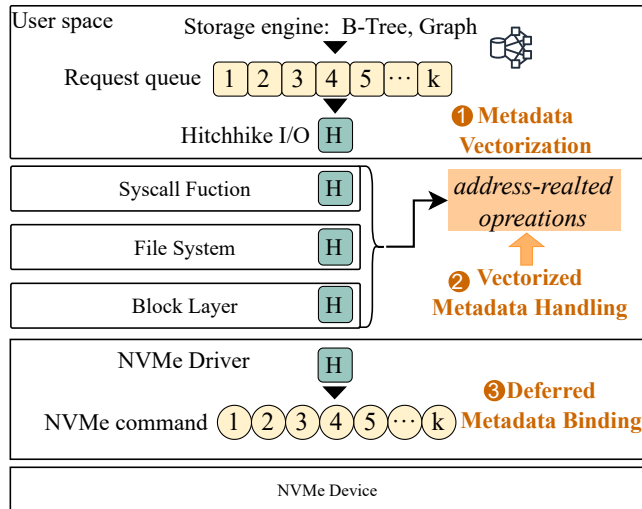 User space
Storage engine: B-Tree, Graph
Request queue 1 2 3 4 5 ··· k
Hitchhike I/O H
❶ Metadata
Vectorization
Syscall Fuction H
address-realted
opreations
File System H
❷ Vectorized
Metadata Handling
Block Layer H
NVMe Driver H
❸ Deferred
Metadata Binding
NVMe command 1 2 3 4 5 ··· k
NVMe Device